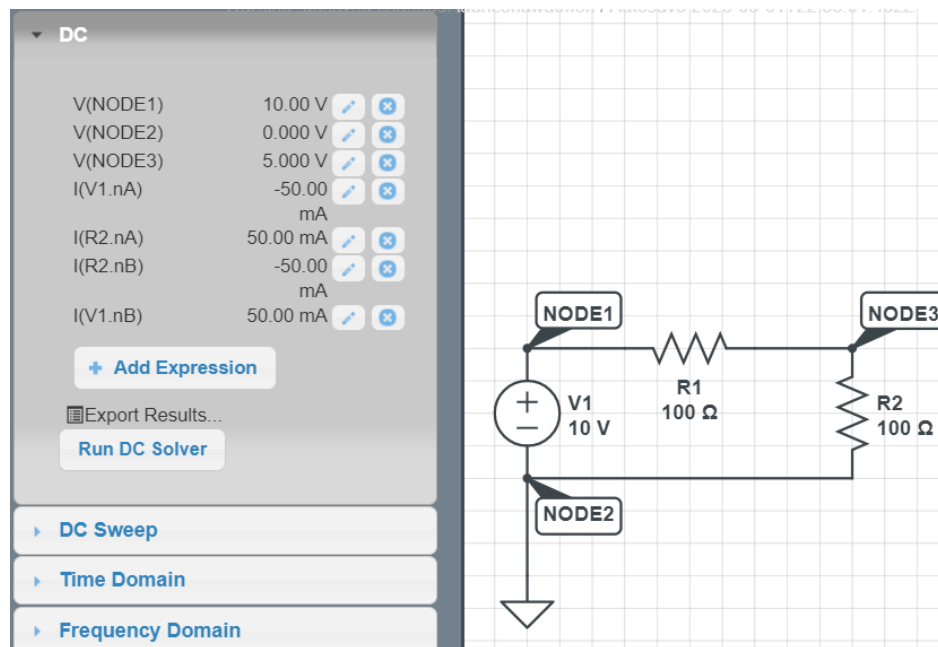 DC
V(NODE1) 10.00 V
V(NODE2) 0.000 V
V(NODE3) 5.000 V
I(V1.nA) -50.00
mA
I(R2.nA) 50.00 mA
I(R2.nB) -50.00
mA
I(V1.nB) 50.00 mA
+ Add Expression
Export Results...
Run DC Solver
DC Sweep
Time Domain
Frequency Domain
NODE1
NODE3
R1
100 Ω
V1
10 V
R2
100 Ω
NODE2